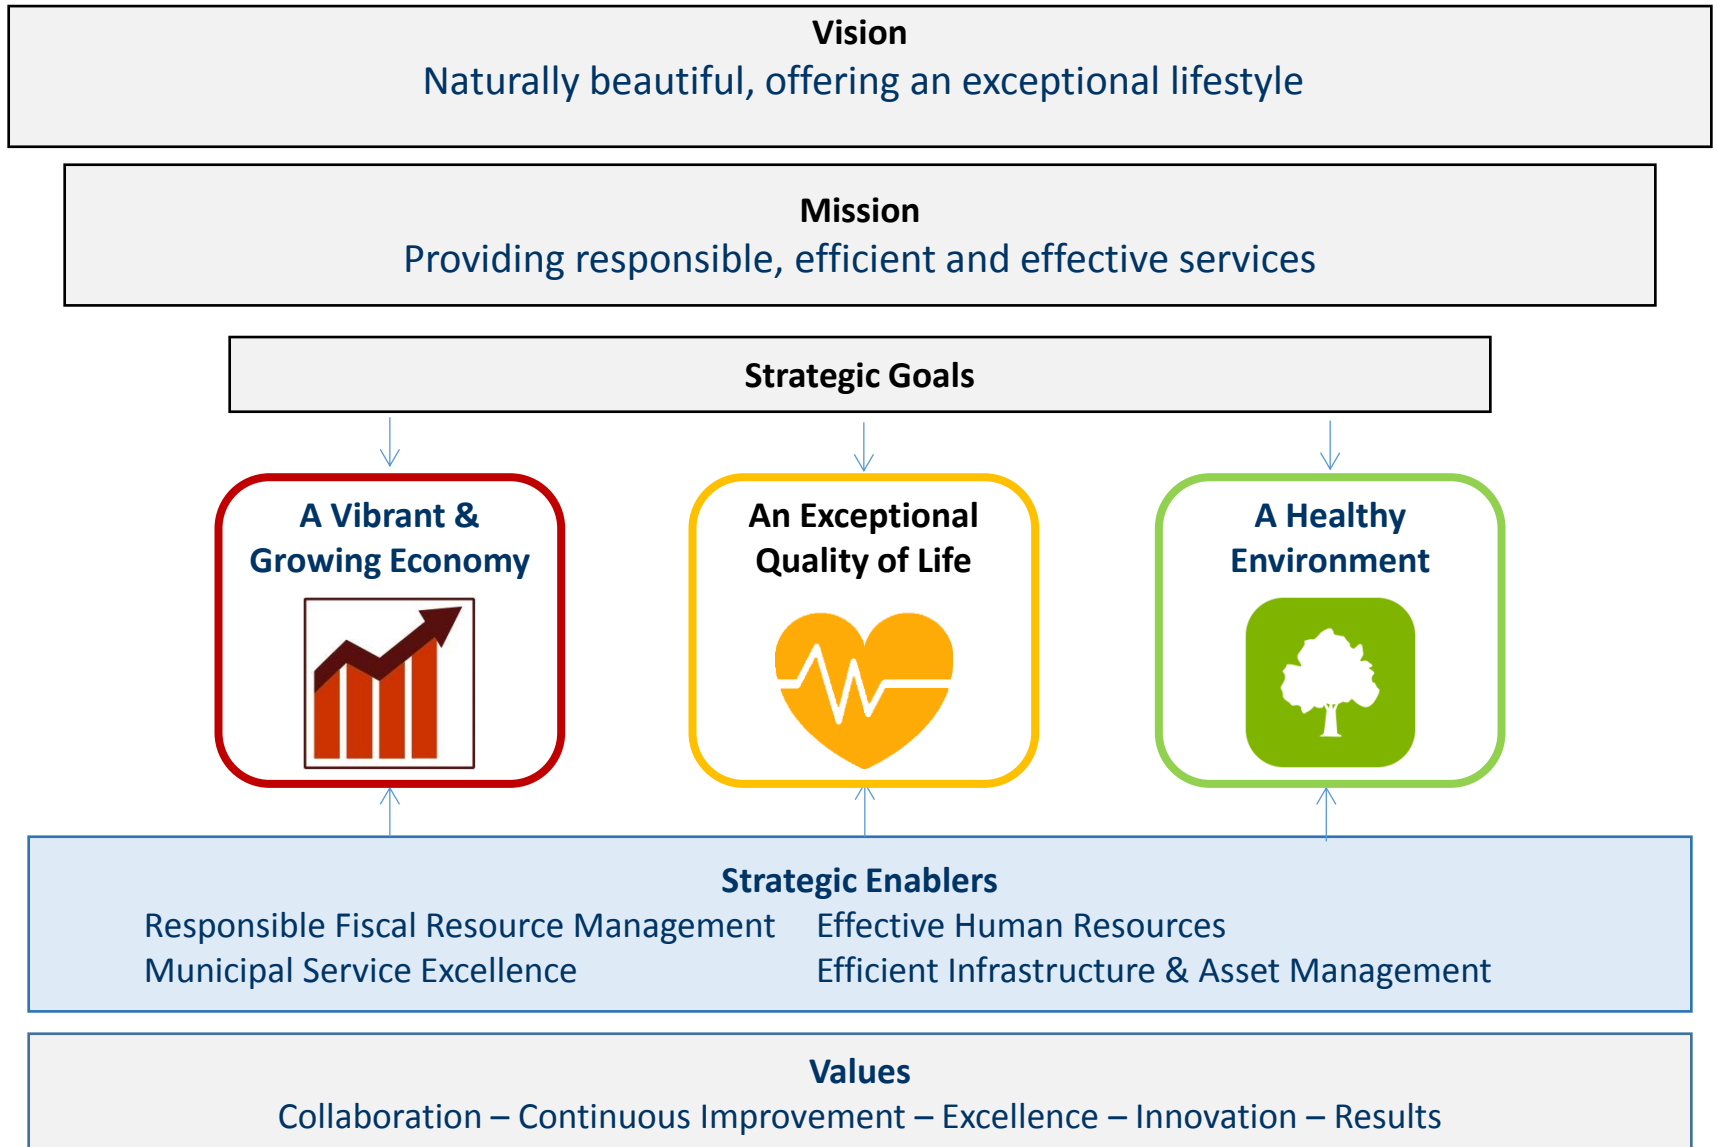 Vision
Naturally beautiful, offering an exceptional lifestyle
Mission
Providing responsible, efficient and effective services
Strategic Goals
A Vibrant &
Growing Economy
An Exceptional
Quality of Life
A Healthy
Environment
Strategic Enablers
Responsible Fiscal Resource Management Effective Human Resources
Municipal Service Excellence Efficient Infrastructure & Asset Management
Values
Collaboration – Continuous Improvement – Excellence – Innovation – Results